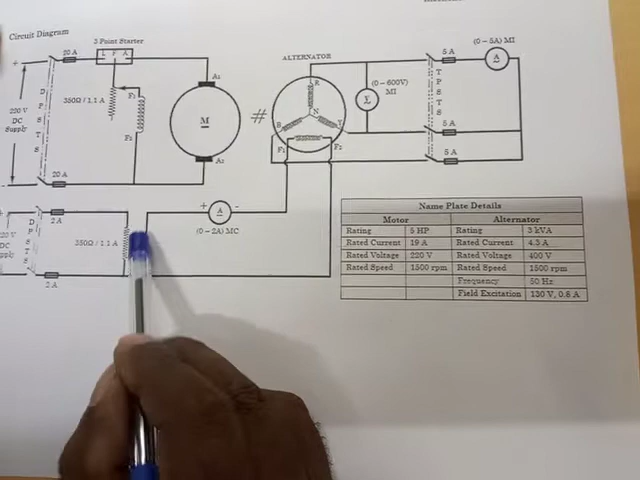 Circuit Diagram
3 Point Starter
20 A
L F A
+
220 V
DC
Supply
D
P
S
T
S
350Ω / 1.1 A
F₁
F₂
A₁
M
A₂
-
20 A
ALTERNATOR
#
R
N
B
Y
F₁
F₂
(0-600V)
MI
V
5 A
(0-5A) MI
A
T
P
S
T
S
5 A
5 A
+
2 A
220 V
DC
Supply
D
P
S
T
S
350Ω / 1.1 A
+
A
-
(0-2A) MC
2 A
Name Plate Details
Motor Alternator
Rating 5 HP Rating 3 kVA
Rated Current 19 A Rated Current 4.3 A
Rated Voltage 220 V Rated Voltage 400 V
Rated Speed 1500 rpm Rated Speed 1500 rpm
Frequency 50 Hz
Field Excitation 130 V, 0.8 A